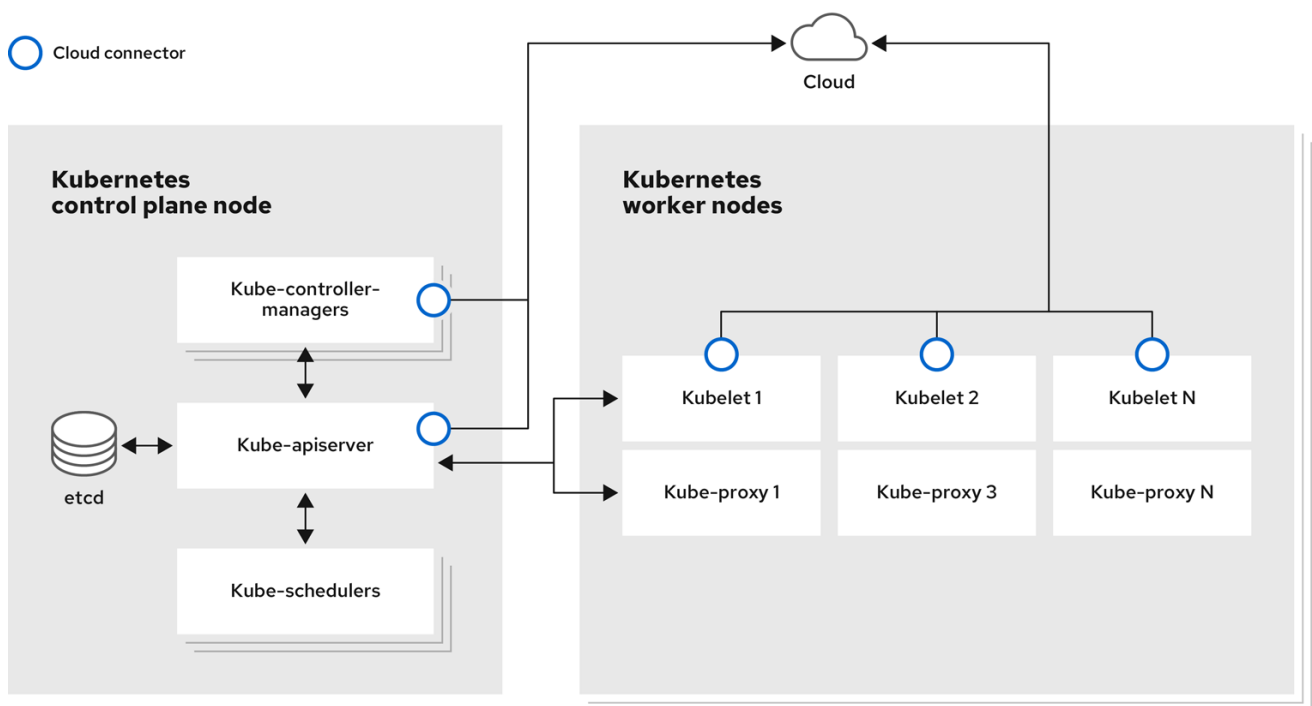 Cloud connector
Cloud
Kubernetes
control plane node
Kube-controller-
managers
Kube-apiserver
etcd
Kube-schedulers
Kubernetes
worker nodes
Kubelet 1
Kubelet 2
Kubelet N
Kube-proxy 1
Kube-proxy 3
Kube-proxy N